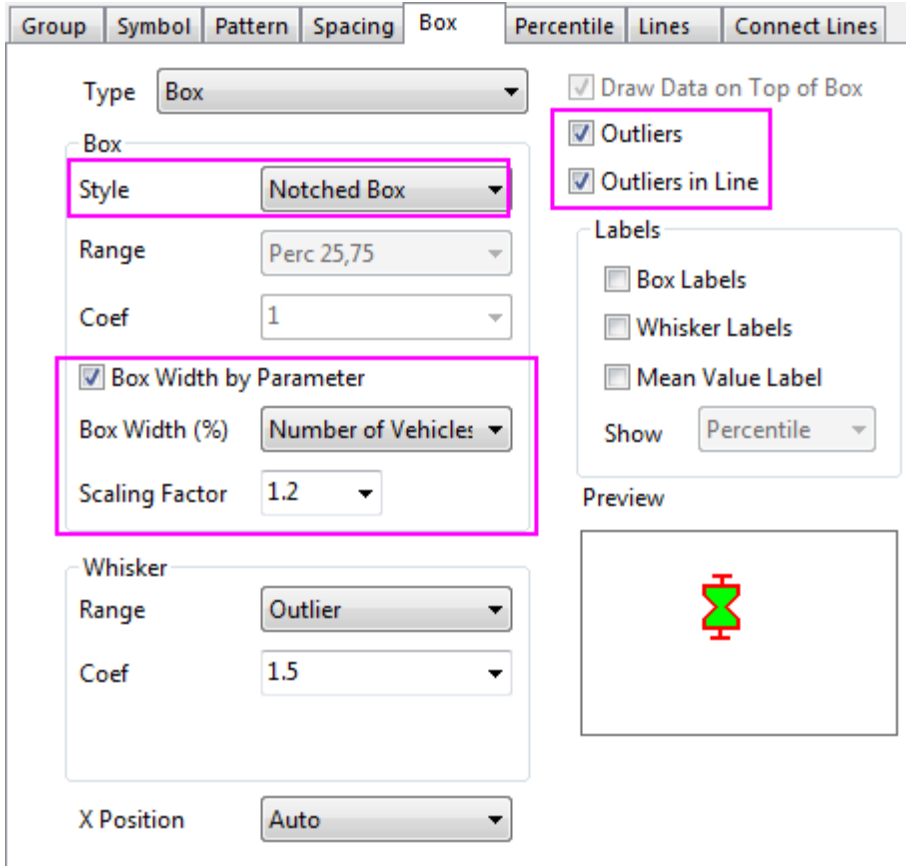 Group Symbol Pattern Spacing Box Percentile Lines Connect Lines
Type Box
Draw Data on Top of Box
Outliers
Outliers in Line
Box
Style Notched Box
Range Perc 25,75
Coef 1
Box Width by Parameter
Box Width (%) Number of Vehicles
Scaling Factor 1.2
Labels
Box Labels
Whisker Labels
Mean Value Label
Show Percentile
Preview
Whisker
Range Outlier
Coef 1.5
X Position Auto